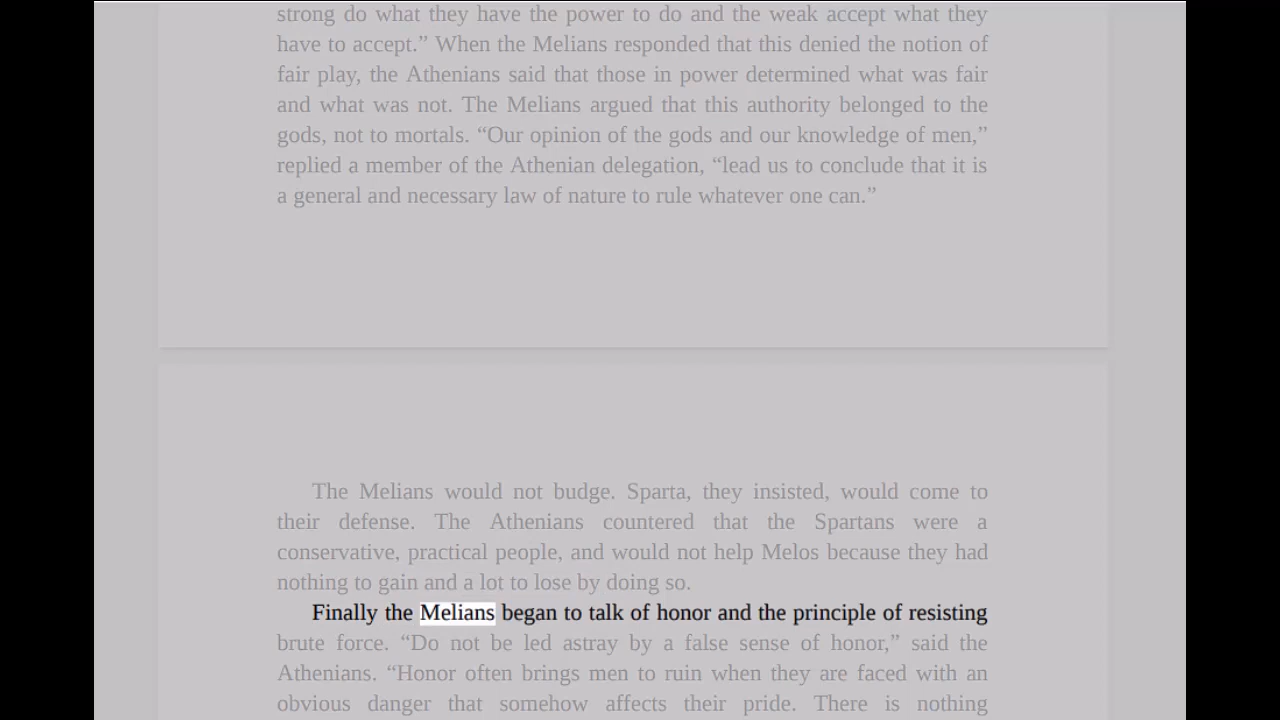 strong do what they have the power to do and the weak accept what they
have to accept.” When the Melians responded that this denied the notion of
fair play, the Athenians said that those in power determined what was fair
and what was not. The Melians argued that this authority belonged to the
gods, not to mortals. “Our opinion of the gods and our knowledge of men,”
replied a member of the Athenian delegation, “lead us to conclude that it is
a general and necessary law of nature to rule whatever one can.”
The Melians would not budge. Sparta, they insisted, would come to
their defense. The Athenians countered that the Spartans were a
conservative, practical people, and would not help Melos because they had
nothing to gain and a lot to lose by doing so.
Finally the Melians began to talk of honor and the principle of resisting
brute force. “Do not be led astray by a false sense of honor,” said the
Athenians. “Honor often brings men to ruin when they are faced with an
obvious danger that somehow affects their pride. There is nothing